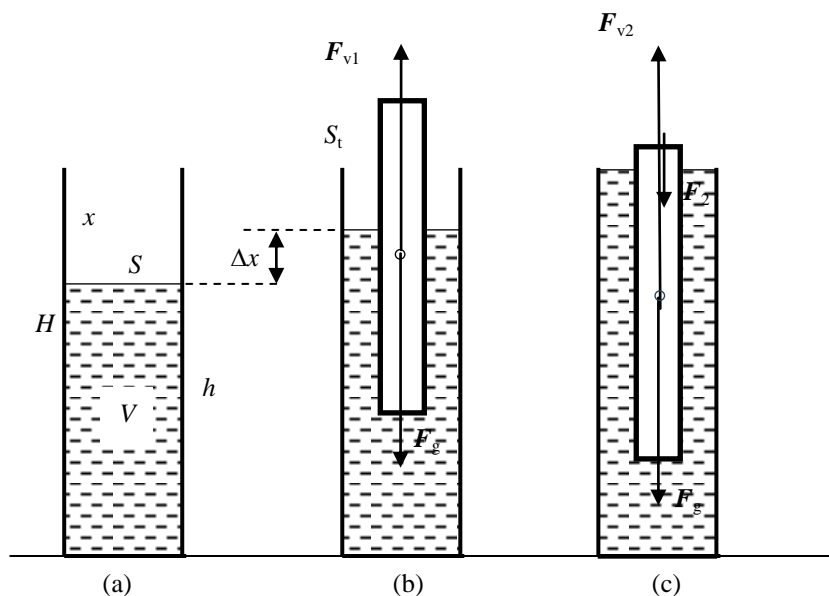 F_v1
F_v2
S_t
x
F_2
S
Δx
H
h
V
F_g
F_g
(a)
(b)
(c)